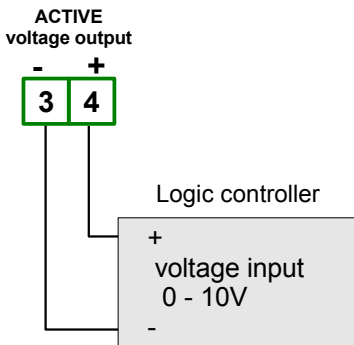 ACTIVE
voltage output
- +
3 4
Logic controller
+
voltage input
0 - 10V
-